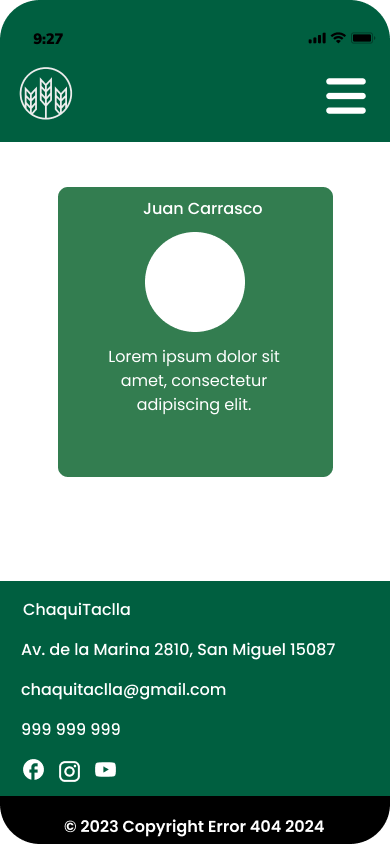 9:27
Juan Carrasco
Lorem ipsum dolor sit
amet, consectetur
adipiscing elit.
ChaquiTaclla
Av. de la Marina 2810, San Miguel 15087
chaquitaclla@gmail.com
999 999 999
© 2023 Copyright Error 404 2024